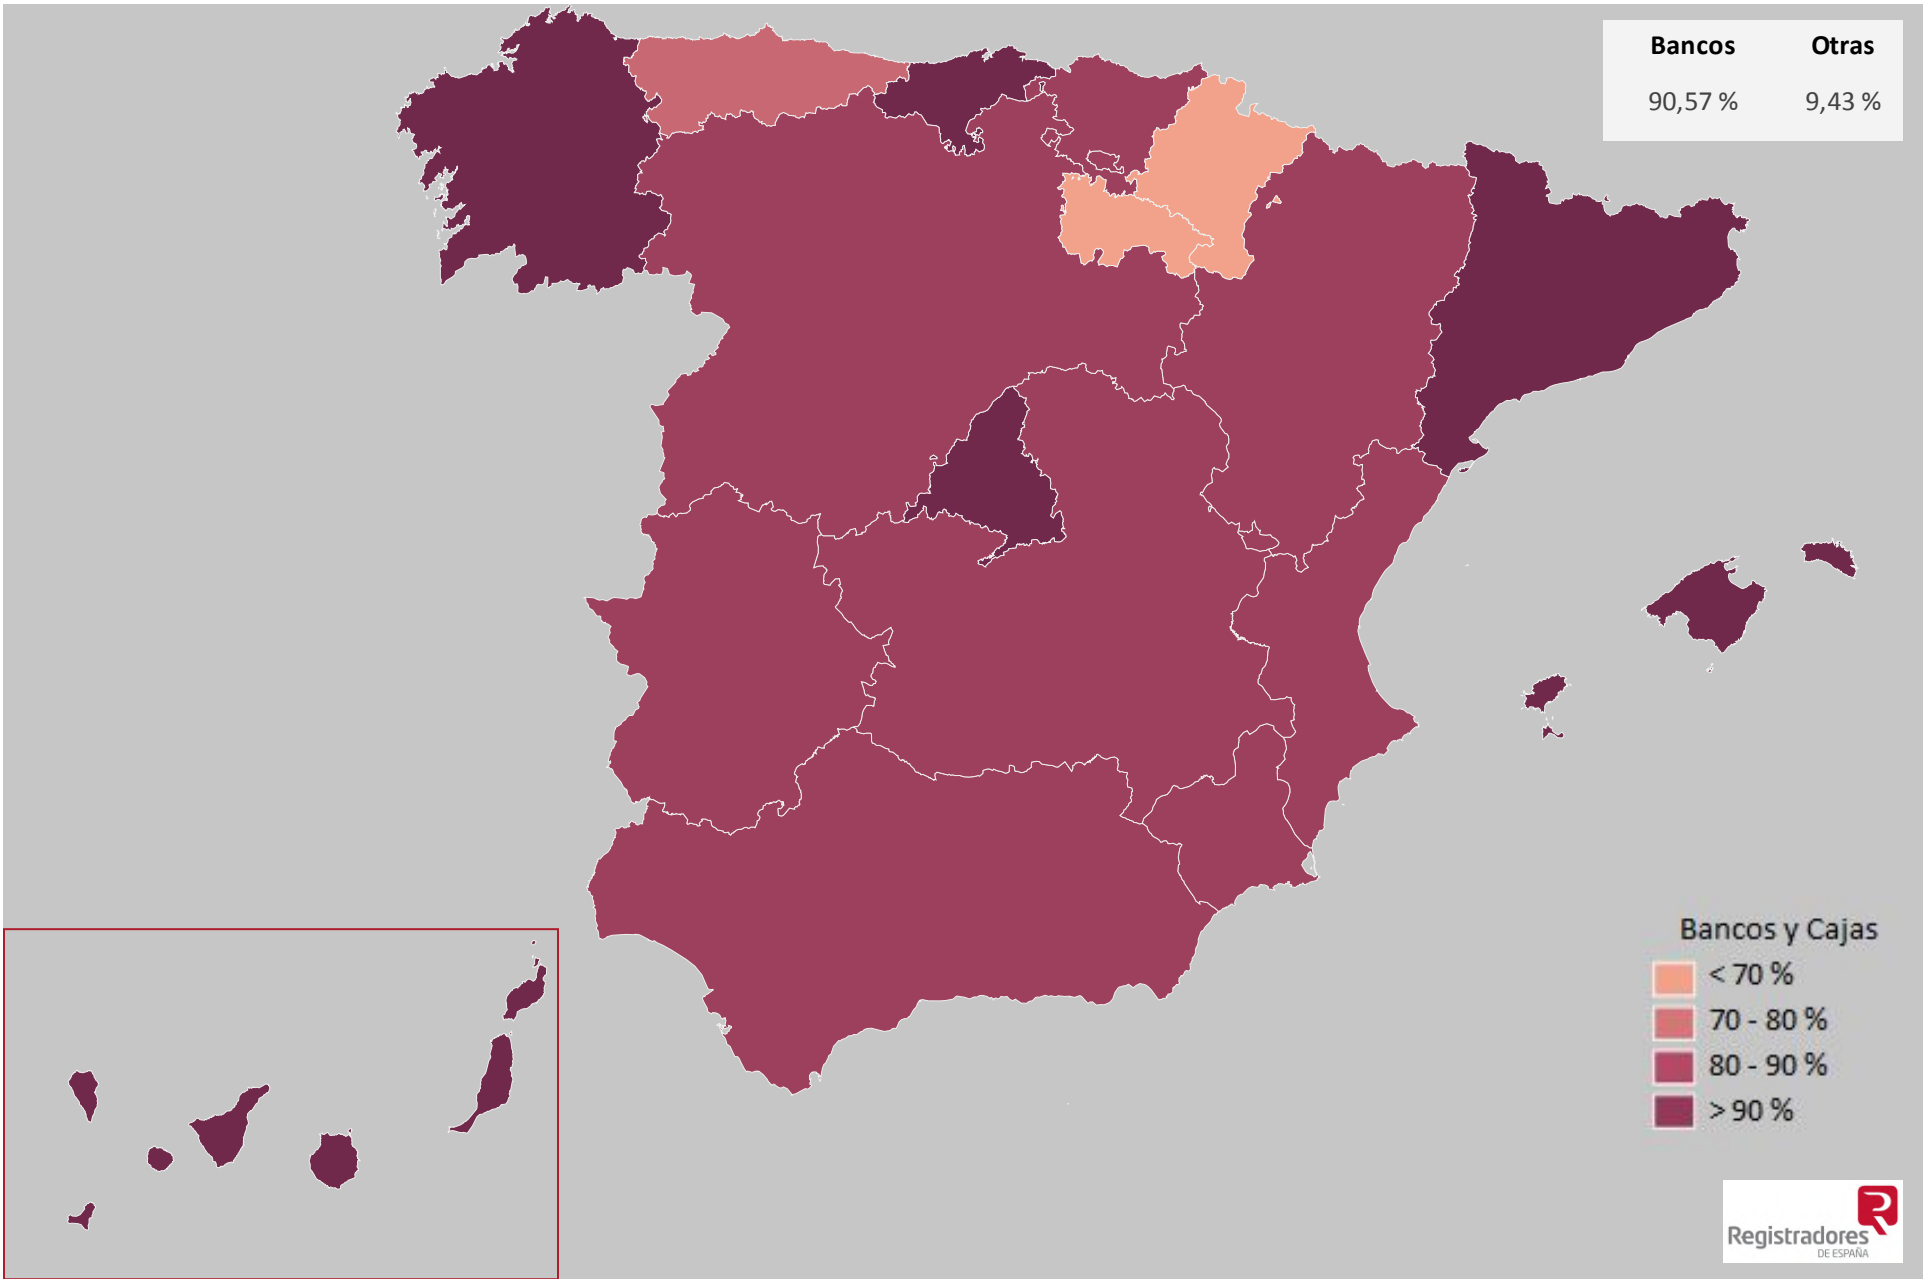 Bancos Otras
90,57 % 9,43 %
Bancos y Cajas
< 70 %
70 - 80 %
80 - 90 %
> 90 %
Registradores
DE ESPAÑA